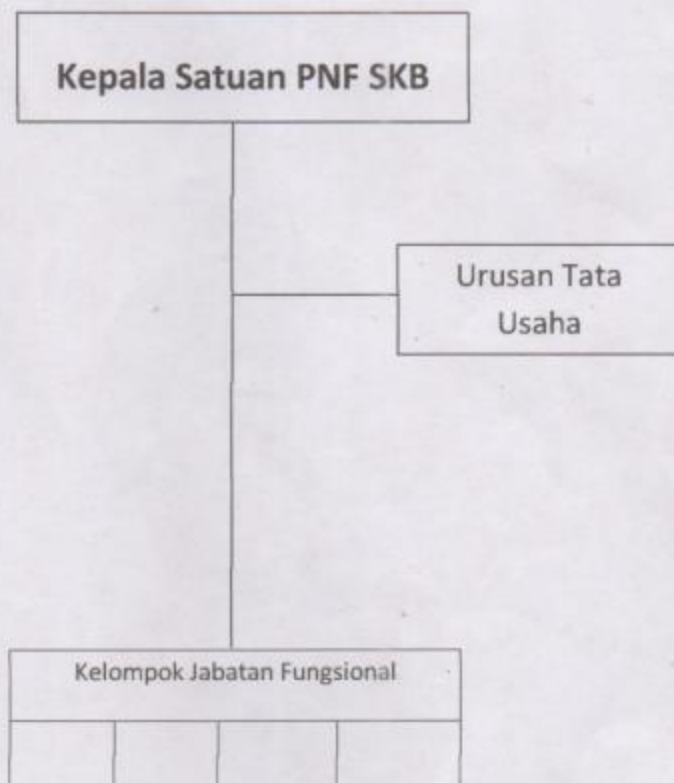 Kepala Satuan PNF SKB
Urusan Tata
Usaha
Kelompok Jabatan Fungsional